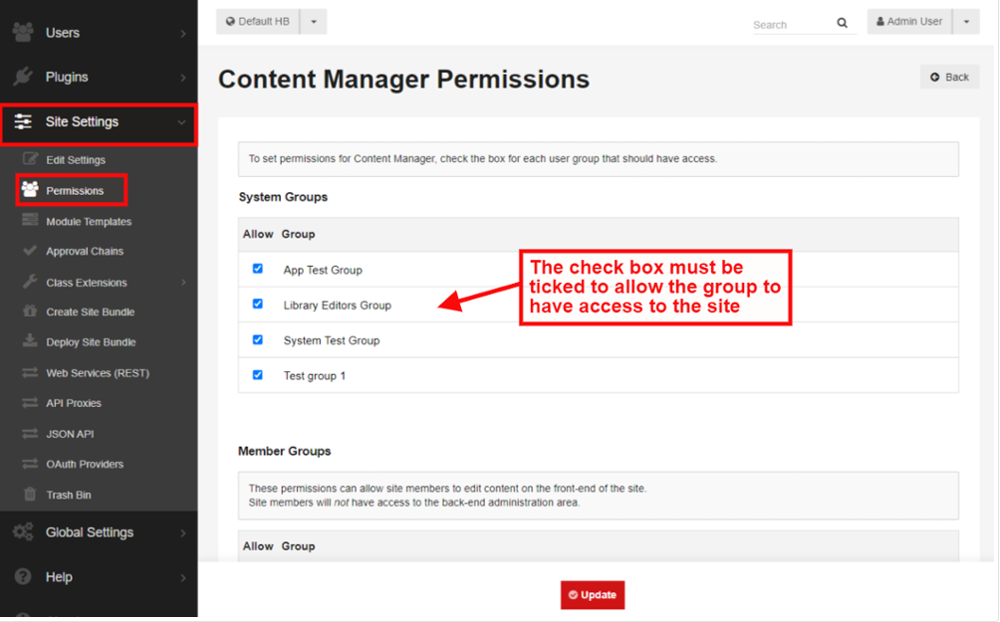 Users
Plugins
Site Settings
Edit Settings
Permissions
Module Templates
Approval Chains
Class Extensions
Create Site Bundle
Deploy Site Bundle
Web Services (REST)
API Proxies
JSON API
OAuth Providers
Trash Bin
Global Settings
Help
Default HB
Search
Admin User
Content Manager Permissions
Back
To set permissions for Content Manager, check the box for each user group that should have access.
System Groups
Allow Group
App Test Group
Library Editors Group
System Test Group
Test group 1
The check box must be
ticked to allow the group to
have access to the site
Member Groups
These permissions can allow site members to edit content on the front-end of the site.
Site members will not have access to the back-end administration area.
Allow Group
Update